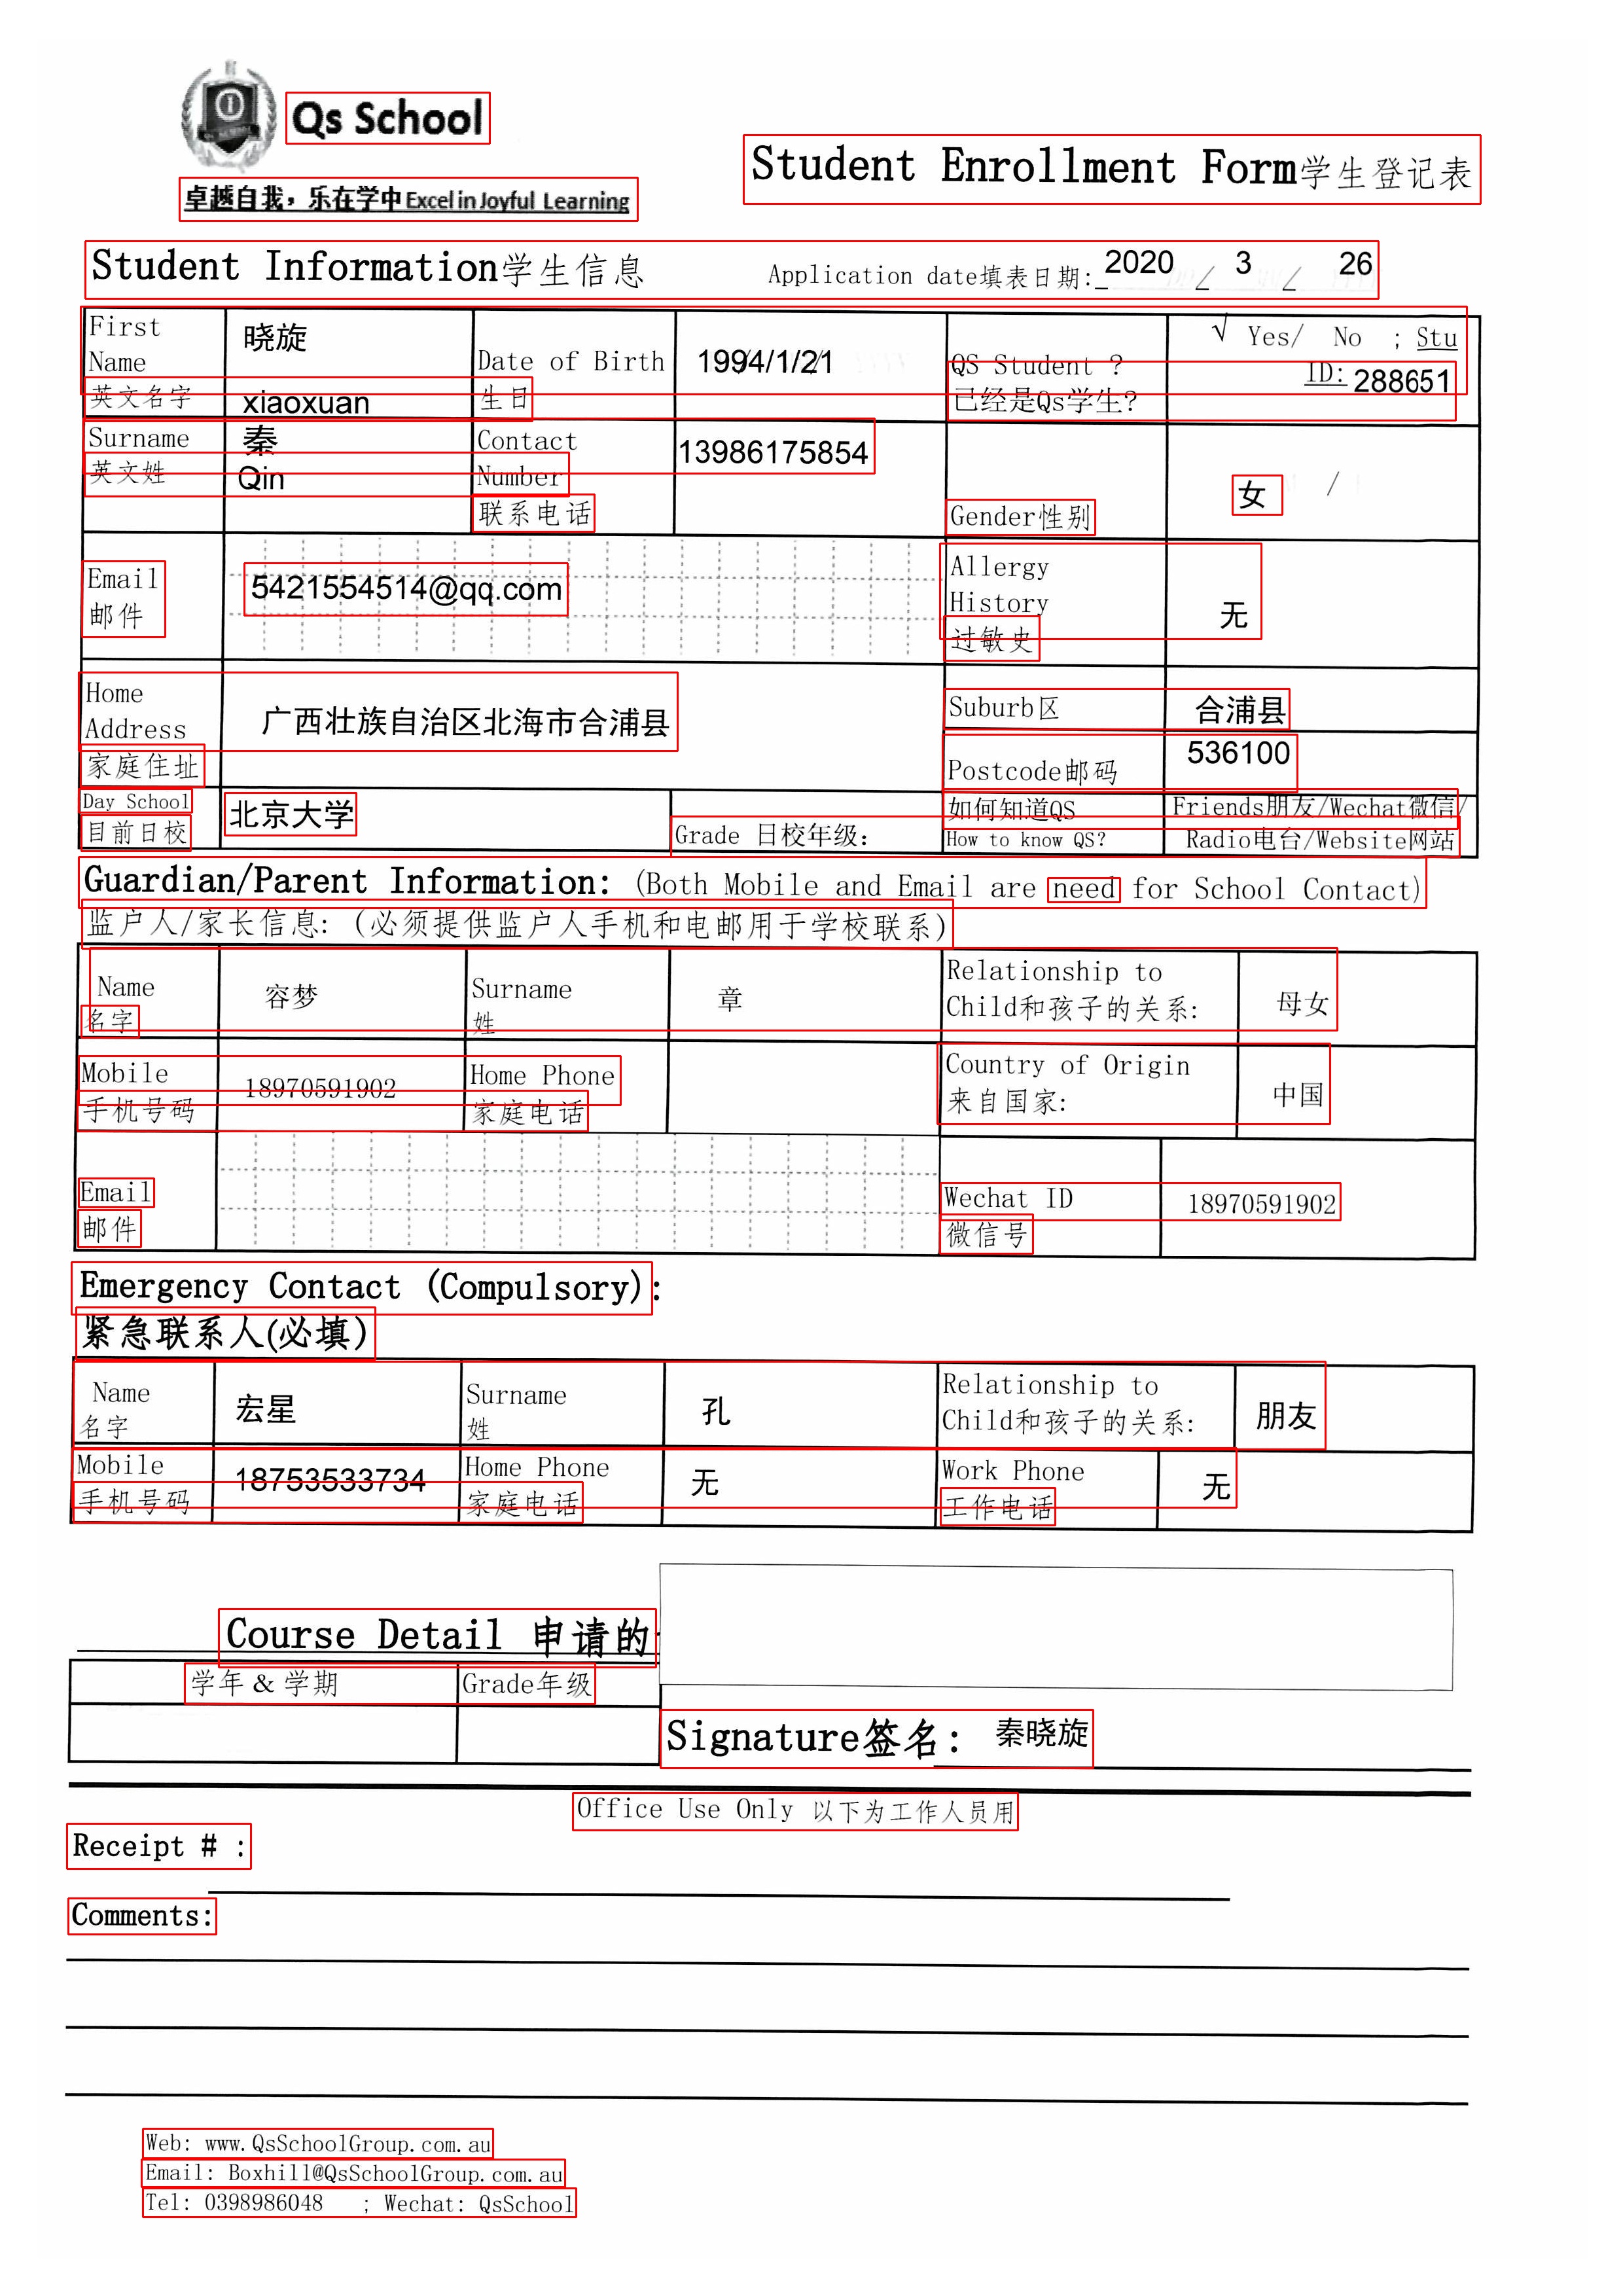 Qs School
卓越自我，乐在学中Excel in Joyful Learning
Student Enrollment Form学生登记表
Student Information学生信息 Application date填表日期:_ 2020 / 3 / 26
First Name 英文名字 晓旋 xiaoxuan Date of Birth 生日 1994/1/21 QS Student ? 已经是Qs学生? √ Yes/ No ; Stu ID: 288651
Surname 英文姓 秦 Qin Contact Number 联系电话 13986175854 Gender性别 女 /
Email 邮件 5421554514@qq.com Allergy History 过敏史 无
Home Address 家庭住址 广西壮族自治区北海市合浦县 Suburb区 合浦县
Postcode邮码 536100
Day School 目前日校 北京大学 Grade 日校年级: 如何知道QS How to know QS? Friends朋友/Wechat微信/ Radio电台/Website网站
Guardian/Parent Information: (Both Mobile and Email are need for School Contact)
监户人/家长信息: (必须提供监户人手机和电邮用于学校联系)
Name 名字 容梦 Surname 姓 章 Relationship to Child和孩子的关系: 母女
Mobile 手机号码 18970591902 Home Phone 家庭电话 Country of Origin 来自国家: 中国
Email 邮件 Wechat ID 微信号 18970591902
Emergency Contact (Compulsory):
紧急联系人(必填)
Name 名字 宏星 Surname 姓 孔 Relationship to Child和孩子的关系: 朋友
Mobile 手机号码 18753533734 Home Phone 家庭电话 无 Work Phone 工作电话 无
Course Detail 申请的
学年 & 学期 Grade年级
Signature签名: 秦晓旋
Office Use Only 以下为工作人员用
Receipt # :
Comments:
Web: www.QsSchoolGroup.com.au
Email: Boxhill@QsSchoolGroup.com.au
Tel: 0398986048 ; Wechat: QsSchool